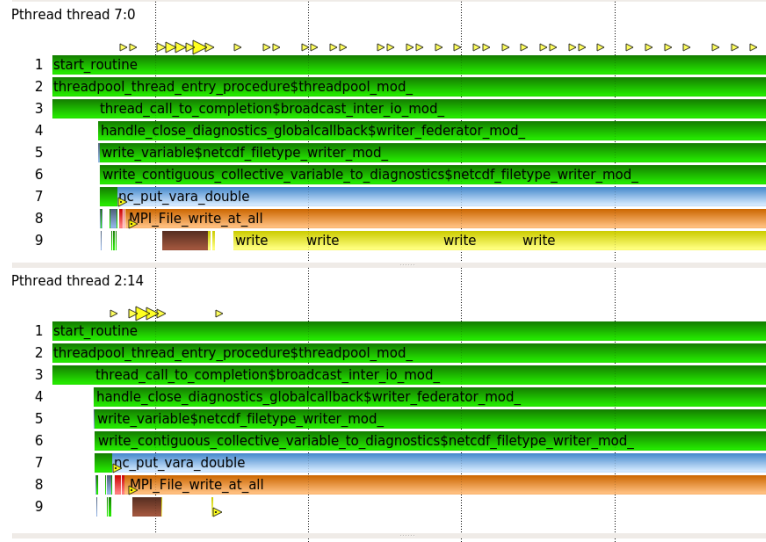 Pthread thread 7:0
1 start_routine
2 threadpool_thread_entry_procedure$threadpool_mod_
3 thread_call_to_completion$broadcast_inter_io_mod_
4 handle_close_diagnostics_globalcallback$writer_federator_mod_
5 write_variable$netcdf_filetype_writer_mod_
6 write_contiguous_collective_variable_to_diagnostics$netcdf_filetype_writer_mod_
7 nc_put_vara_double
8 MPI_File_write_at_all
9 write write write write
Pthread thread 2:14
1 start_routine
2 threadpool_thread_entry_procedure$threadpool_mod_
3 thread_call_to_completion$broadcast_inter_io_mod_
4 handle_close_diagnostics_globalcallback$writer_federator_mod_
5 write_variable$netcdf_filetype_writer_mod_
6 write_contiguous_collective_variable_to_diagnostics$netcdf_filetype_writer_mod_
7 nc_put_vara_double
8 MPI_File_write_at_all
9